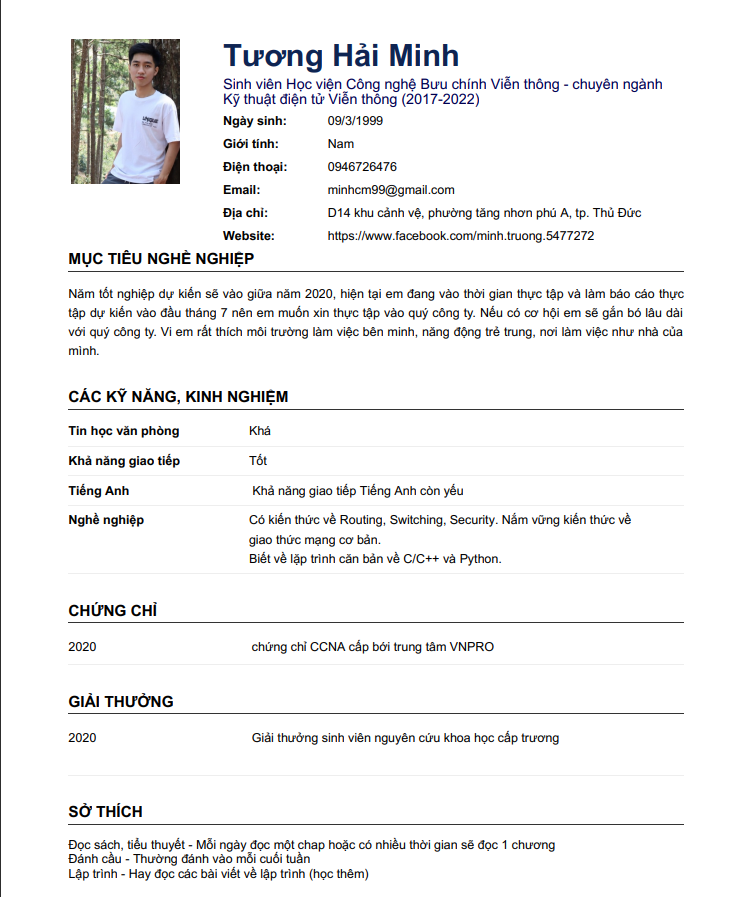 Tương Hải Minh
Sinh viên Học viện Công nghệ Bưu chính Viễn thông - chuyên ngành
Kỹ thuật điện tử Viễn thông (2017-2022)
Ngày sinh: 09/3/1999
Giới tính: Nam
Điện thoại: 0946726476
Email: minhcm99@gmail.com
Địa chỉ: D14 khu cảnh vệ, phường tăng nhơn phú A, tp. Thủ Đức
Website: https://www.facebook.com/minh.truong.5477272
MỤC TIÊU NGHỀ NGHIỆP
Năm tốt nghiệp dự kiến sẽ vào giữa năm 2020, hiện tại em đang vào thời gian thực tập và làm báo cáo thực
tập dự kiến vào đầu tháng 7 nên em muốn xin thực tập vào quý công ty. Nếu có cơ hội em sẽ gắn bó lâu dài
với quý công ty. Vi em rất thích môi trường làm việc bên minh, năng động trẻ trung, nơi làm việc như nhà của
mình.
CÁC KỸ NĂNG, KINH NGHIỆM
Tin học văn phòng Khá
Khả năng giao tiếp Tốt
Tiếng Anh Khả năng giao tiếp Tiếng Anh còn yếu
Nghề nghiệp Có kiến thức về Routing, Switching, Security. Nắm vững kiến thức về
giao thức mạng cơ bản.
Biết về lặp trình căn bản về C/C++ và Python.
CHỨNG CHỈ
2020 chứng chỉ CCNA cấp bới trung tâm VNPRO
GIẢI THƯỞNG
2020 Giải thưởng sinh viên nguyên cứu khoa học cấp trương
SỞ THÍCH
Đọc sách, tiểu thuyết - Mỗi ngày đọc một chap hoặc có nhiều thời gian sẽ đọc 1 chương
Đánh cầu - Thường đánh vào mỗi cuối tuần
Lập trình - Hay đọc các bài viết về lập trình (học thêm)